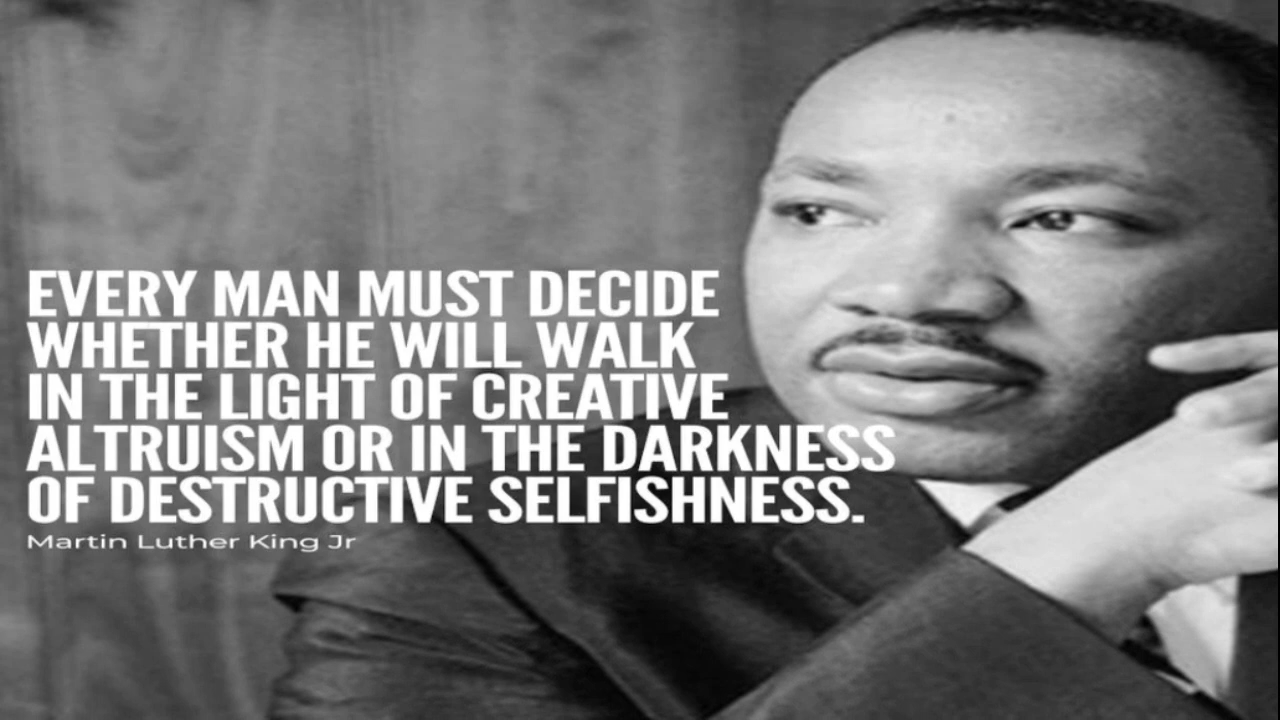 EVERY MAN MUST DECIDE
WHETHER HE WILL WALK
IN THE LIGHT OF CREATIVE
ALTRUISM OR IN THE DARKNESS
OF DESTRUCTIVE SELFISHNESS.
Martin Luther King Jr